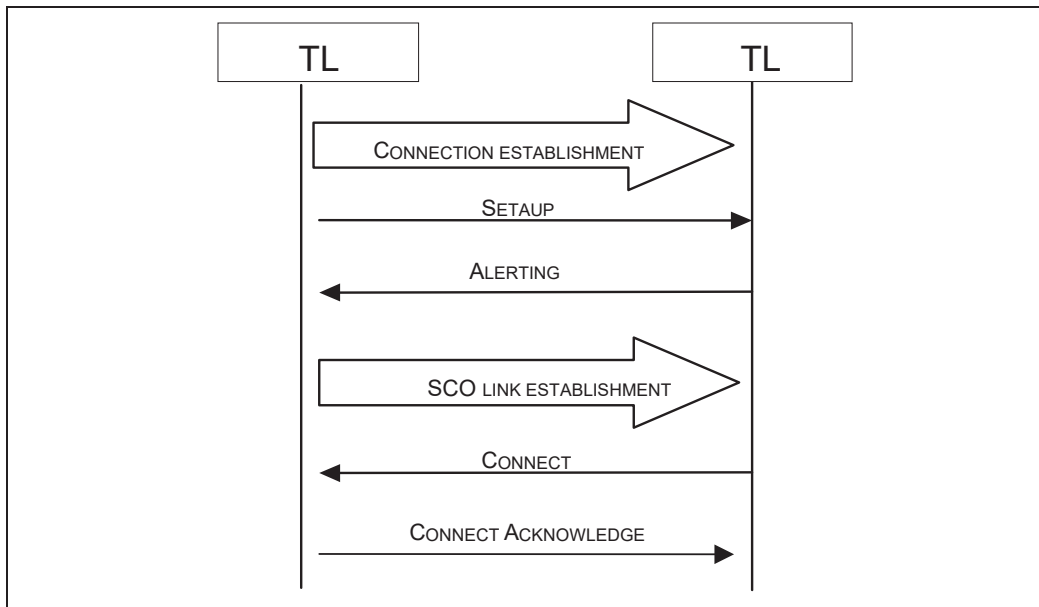 TL
TL
CONNECTION ESTABLISHMENT
SETAUP
ALERTING
SCO LINK ESTABLISHMENT
CONNECT
CONNECT ACKNOWLEDGE